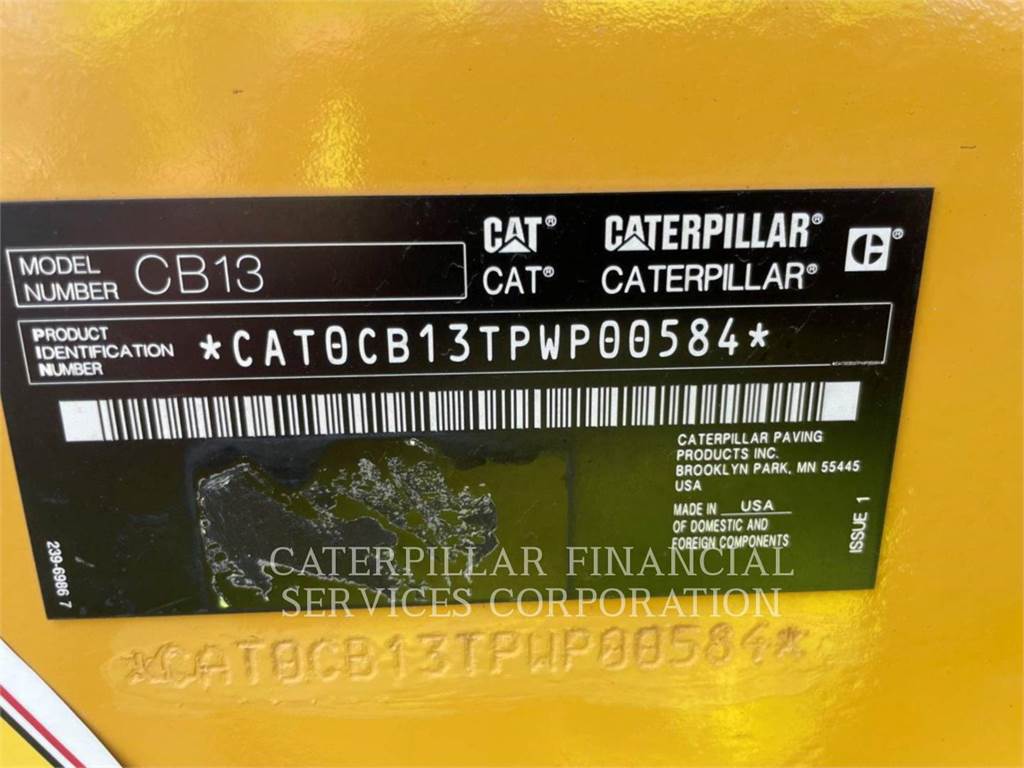 MODEL
NUMBER
CB13
CAT® CATERPILLAR®
CAT® CATERPILLAR®
PRODUCT
IDENTIFICATION
NUMBER
*CAT0CB13TPWP00584*
CATERPILLAR PAVING
PRODUCTS INC.
BROOKLYN PARK, MN 55445
USA
MADE IN USA
OF DOMESTIC AND
FOREIGN COMPONENTS
ISSUE 1
239-6986 7
CATERPILLAR FINANCIAL
SERVICES CORPORATION
*CAT0CB13TPWP00584*